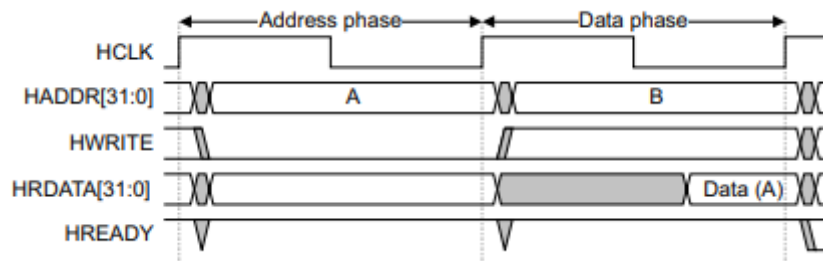 Address phase Data phase
HCLK
HADDR[31:0] A B
HWRITE
HRDATA[31:0] Data (A)
HREADY